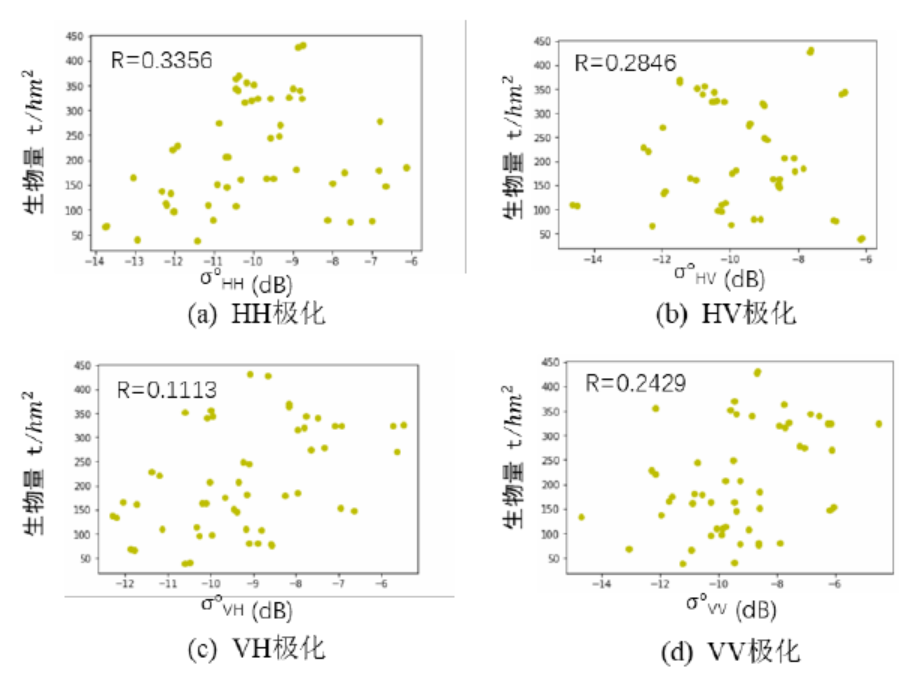 R=0.3356
生物量 t/hm²
450
400
350
300
250
200
150
100
50
−14 −13 −12 −11 −10 −9 −8 −7 −6
σ°HH (dB)
(a) HH极化
R=0.2846
生物量 t/hm²
450
400
350
300
250
200
150
100
50
−14 −12 −10 −8 −6
σ°HV (dB)
(b) HV极化
R=0.1113
生物量 t/hm²
450
400
350
300
250
200
150
100
50
−12 −11 −10 −9 −8 −7 −6
σ°VH (dB)
(c) VH极化
R=0.2429
生物量 t/hm²
450
400
350
300
250
200
150
100
50
−14 −12 −10 −8 −6
σ°VV (dB)
(d) VV极化